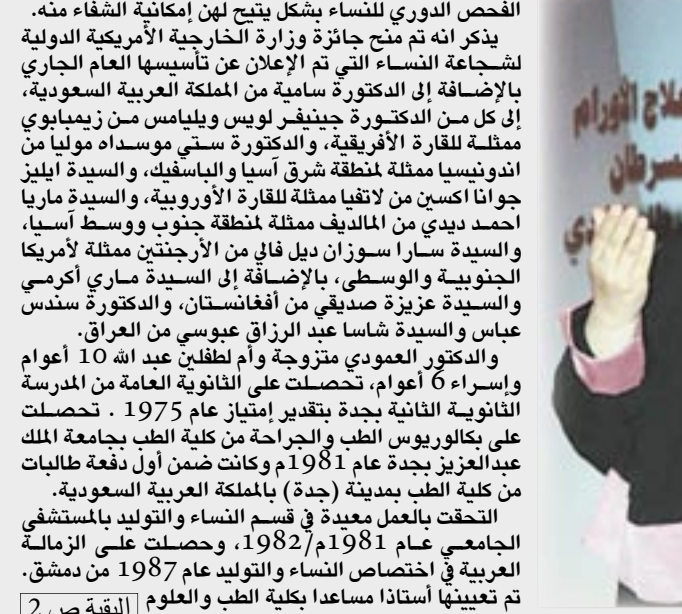 الفحص الدوري للنساء بشكل يتيح لهن إمكانية الشفاء منه.
يذكر انه تم منح جائزة وزارة الخارجية الأمريكية الدولية
لشجاعة النساء التي تم الإعلان عن تأسيسها العام الجاري
بالإضافة إلى الدكتورة سامية من المملكة العربية السعودية،
إلى كل من الدكتورة جينيفر لويس ويليامس من زيمبابوي
ممثلة للقارة الأفريقية، والدكتورة ستي موسداه موليا من
اندونيسيا ممثلة لمنطقة شرق آسيا والباسفيك، والسيدة ايليز
جوانا اكسين من لاتفيا ممثلة للقارة الأوروبية، والسيدة ماريا
احمد ديدي من المالديف ممثلة لمنطقة جنوب ووسط آسيا،
والسيدة سارا سوزان ديل فالي من الأرجنتين ممثلة لأمريكا
الجنوبية والوسطى، بالإضافة إلى السيدة ماري أكرمي
والسيدة عزيزة صديقي من أفغانستان، والدكتورة سندس
عباس والسيدة شاسا عبد الرزاق عبوسي من العراق.
والدكتور العمودي متزوجة وأم لطفلين عبد الله 10 أعوام
وإسراء 6 أعوام، تحصلت على الثانوية العامة من المدرسة
الثانوية الثانية بجدة بتقدير إمتياز عام 1975 . تحصلت
على بكالوريوس الطب والجراحة من كلية الطب بجامعة الملك
عبدالعزيز بجدة عام 1981م وكانت ضمن أول دفعة طالبات
من كلية الطب بمدينة (جدة) بالمملكة العربية السعودية.
التحقت بالعمل معيدة في قسم النساء والتوليد بالمستشفى
الجامعي عام 1981م/1982، وحصلت على الزمالة
العربية في اختصاص النساء والتوليد عام 1987 من دمشق.
تم تعيينها أستاذا مساعدا بكلية الطب والعلوم
البقية ص 2
علاج الأورام
السرطان